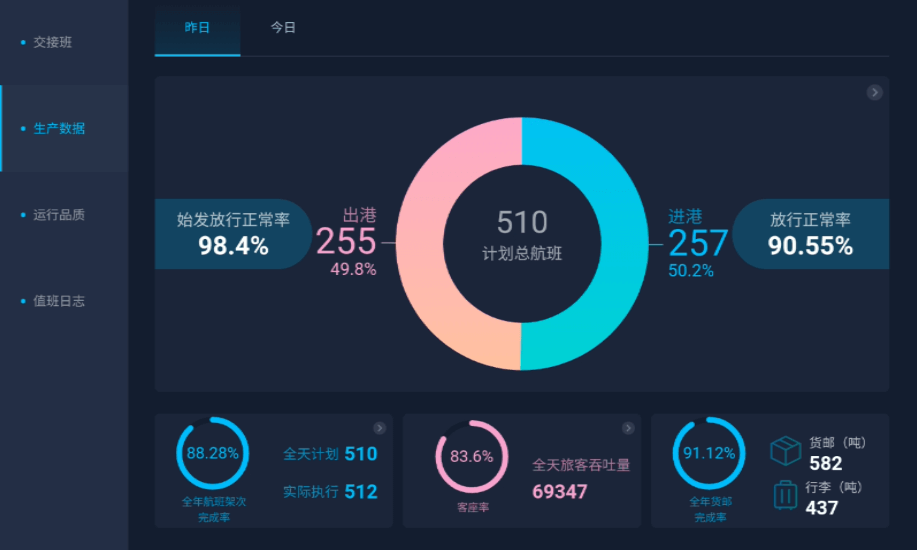 昨日
今日
交接班
生产数据
运行品质
值班日志
始发放行正常率
98.4%
出港
255
49.8%
510
计划总航班
进港
257
50.2%
放行正常率
90.55%
88.28%
全年航班架次
完成率
全天计划 510
实际执行 512
83.6%
客座率
全天旅客吞吐量
69347
91.12%
全年货邮
完成率
货邮（吨）
582
行李（吨）
437